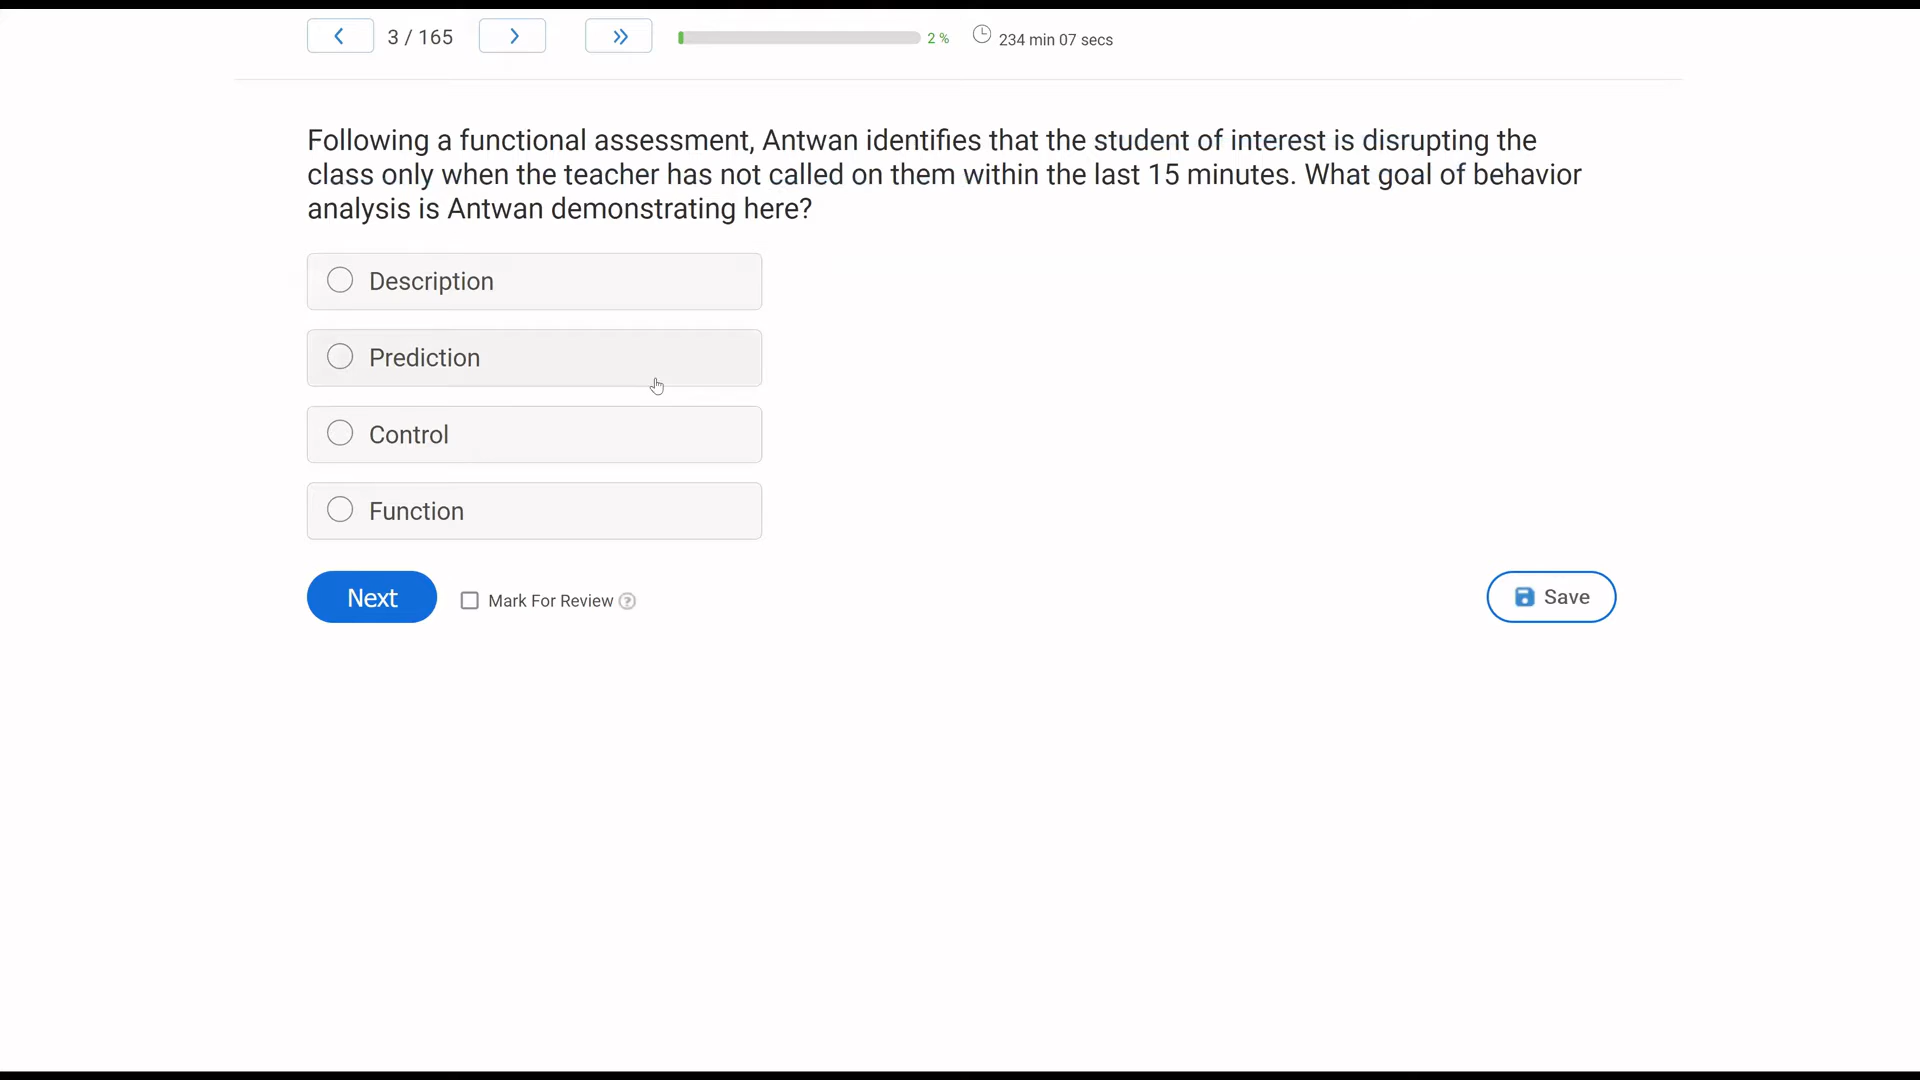 3 / 165
2 %
234 min 07 secs
Following a functional assessment, Antwan identifies that the student of interest is disrupting the
class only when the teacher has not called on them within the last 15 minutes. What goal of behavior
analysis is Antwan demonstrating here?
Description
Prediction
Control
Function
Next
Mark For Review ?
Save